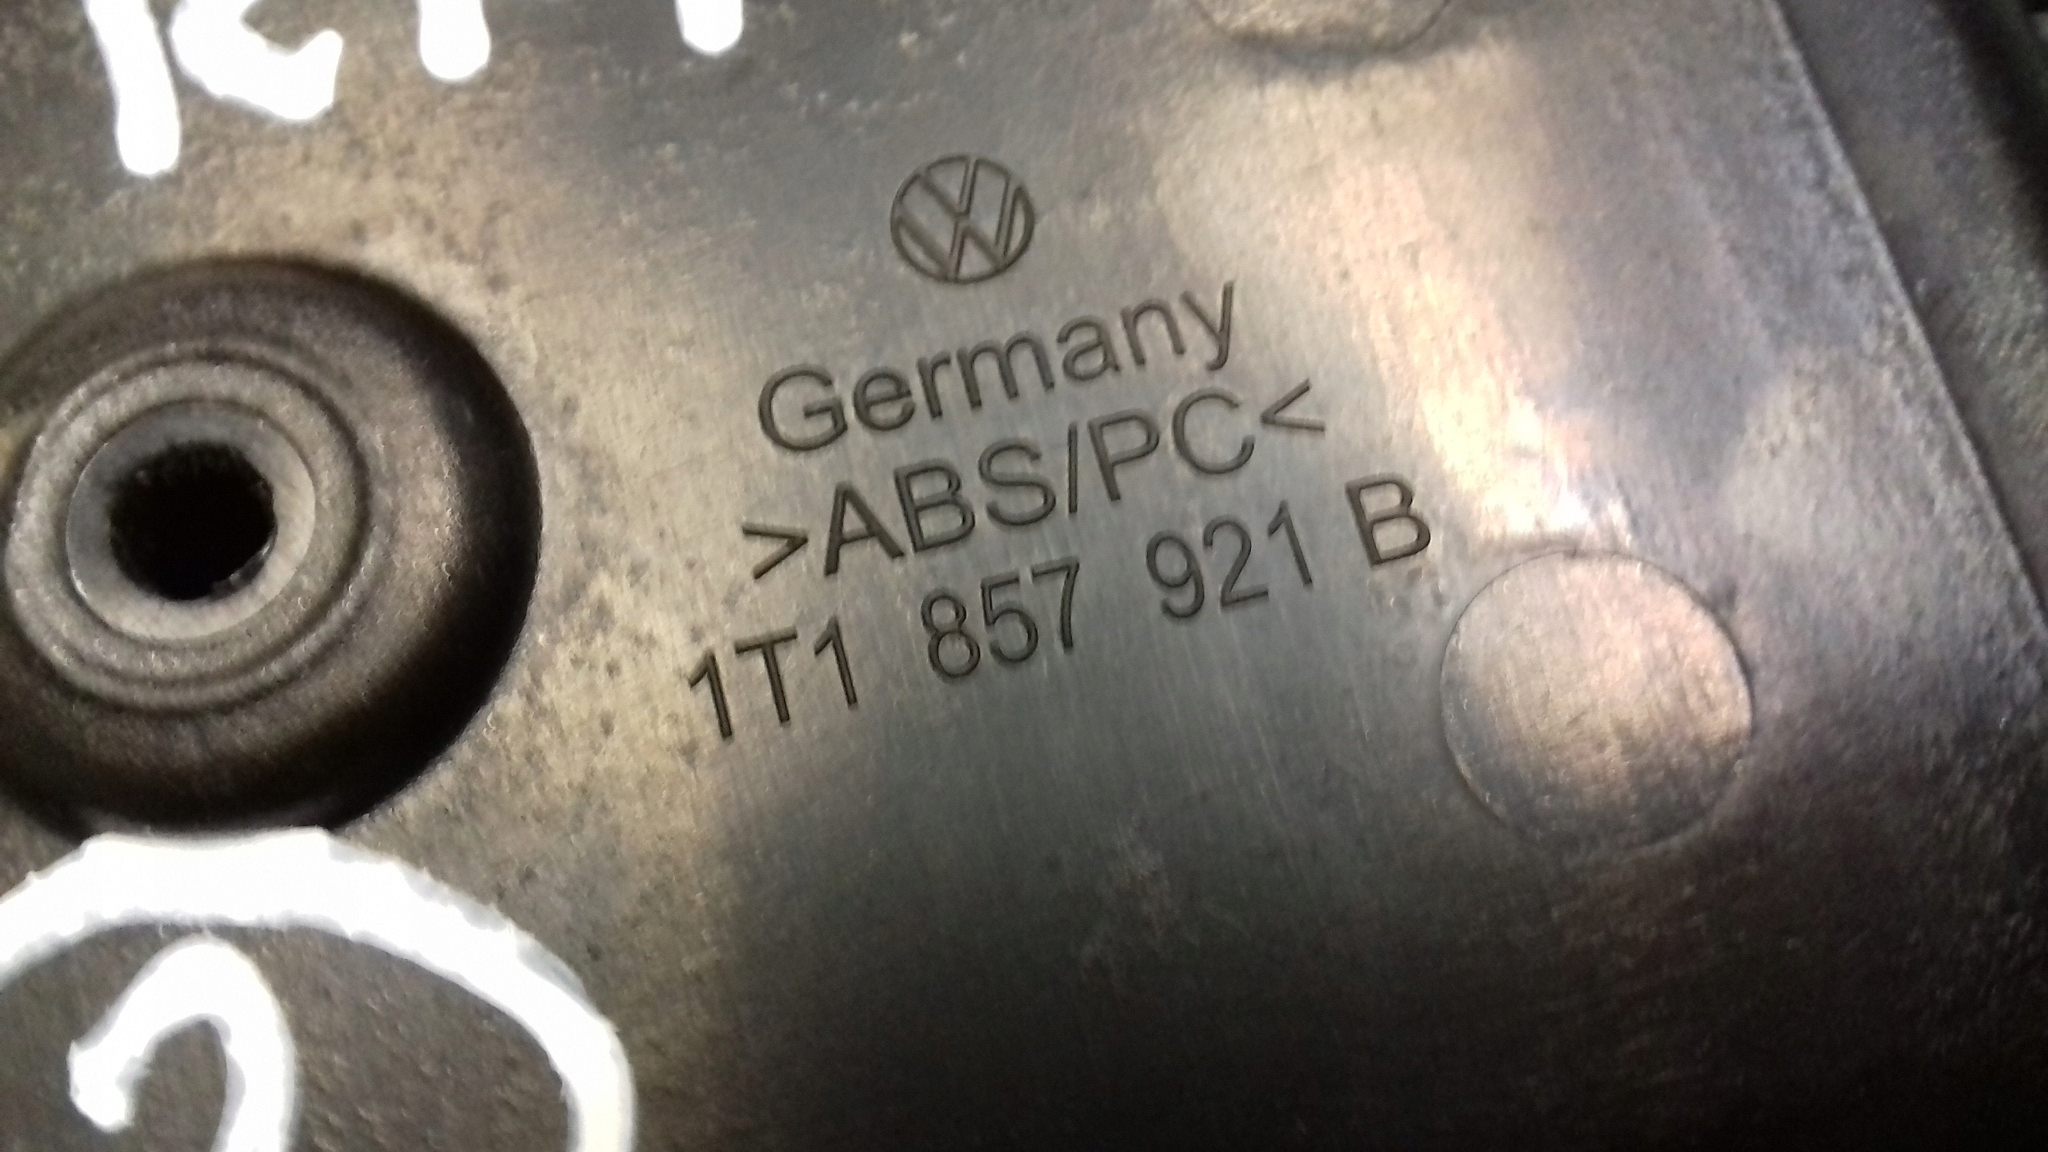 Germany
>ABS/PC<
1T1 857 921 B